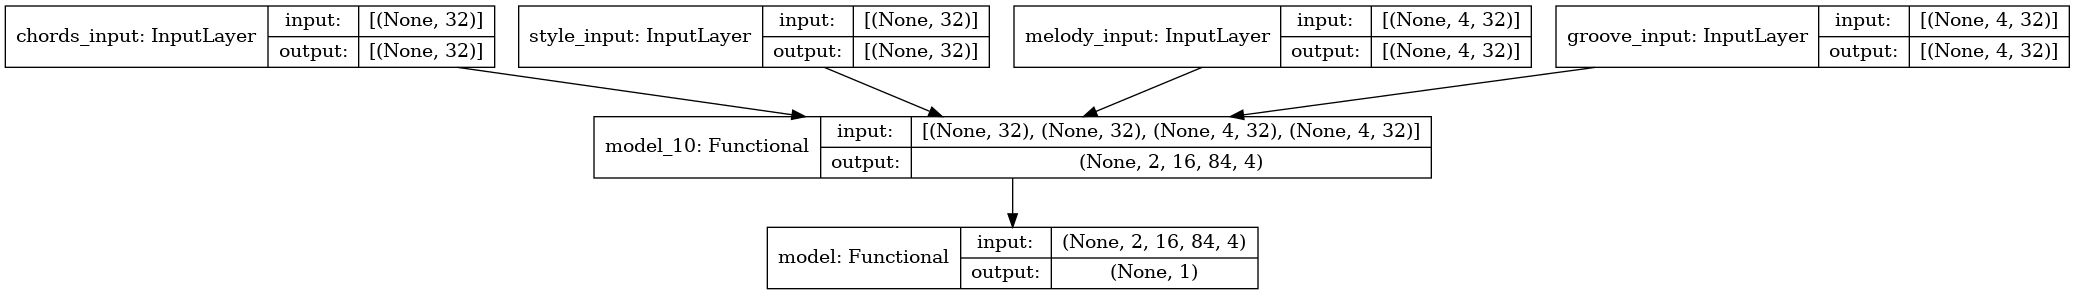 chords_input: InputLayer input: [(None, 32)]
output: [(None, 32)]
style_input: InputLayer input: [(None, 32)]
output: [(None, 32)]
melody_input: InputLayer input: [(None, 4, 32)]
output: [(None, 4, 32)]
groove_input: InputLayer input: [(None, 4, 32)]
output: [(None, 4, 32)]
model_10: Functional input: [(None, 32), (None, 32), (None, 4, 32), (None, 4, 32)]
output: (None, 2, 16, 84, 4)
model: Functional input: (None, 2, 16, 84, 4)
output: (None, 1)